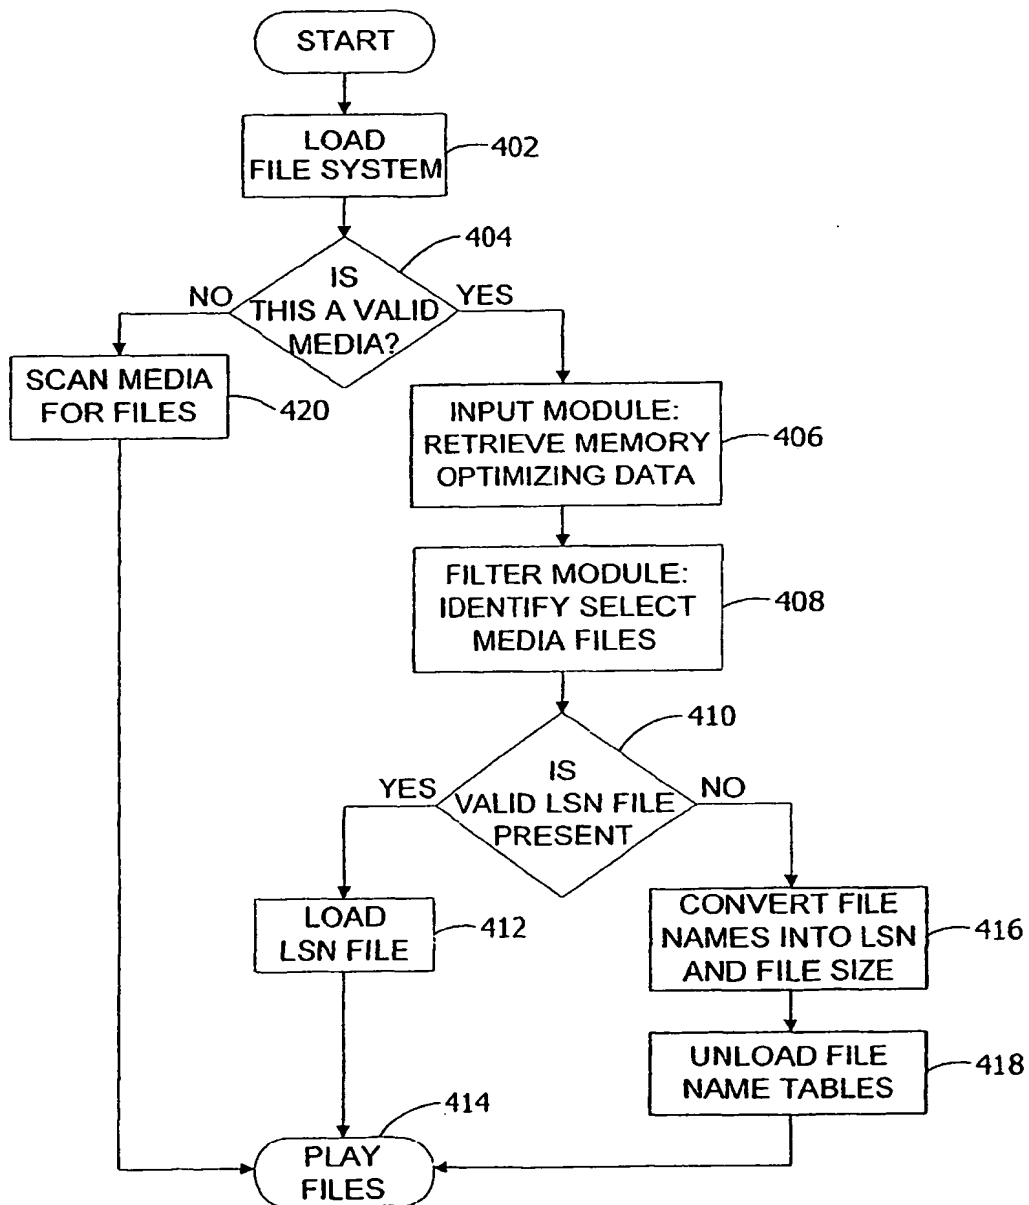 START
LOAD
FILE SYSTEM
402
404
IS
THIS A VALID
MEDIA?
NO
YES
SCAN MEDIA
FOR FILES
420
INPUT MODULE:
RETRIEVE MEMORY
OPTIMIZING DATA
406
FILTER MODULE:
IDENTIFY SELECT
MEDIA FILES
408
410
IS
VALID LSN FILE
PRESENT
YES
NO
LOAD
LSN FILE
412
CONVERT FILE
NAMES INTO LSN
AND FILE SIZE
416
UNLOAD FILE
NAME TABLES
418
414
PLAY
FILES